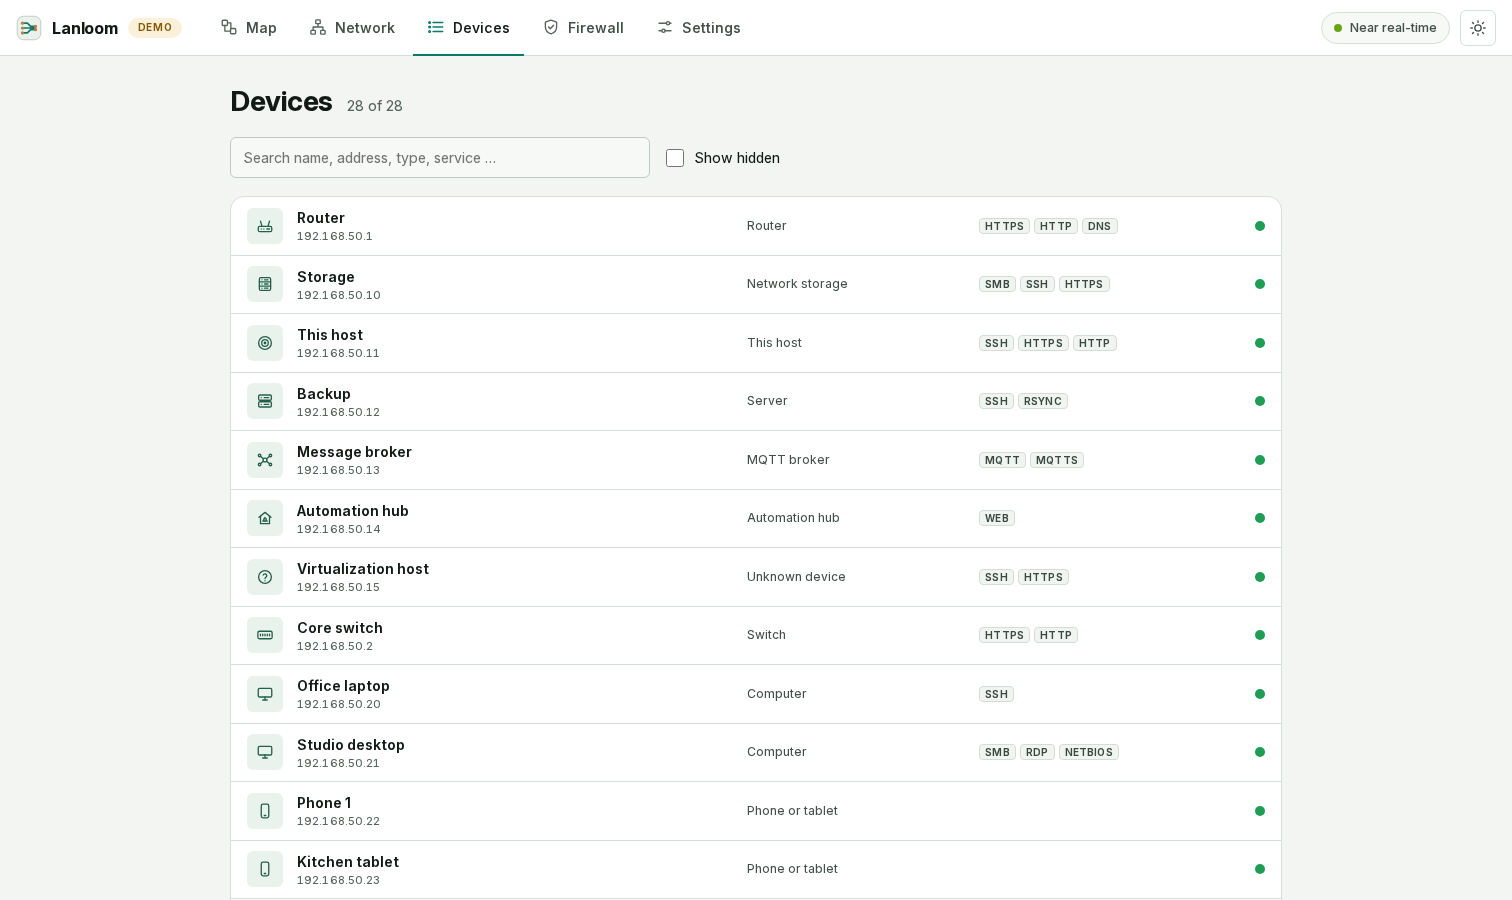 Lanloom DEMO Map Network Devices Firewall Settings Near real-time
Devices 28 of 28
Search name, address, type, service ... Show hidden
Router
192.168.50.1
Router
HTTPS HTTP DNS
Storage
192.168.50.10
Network storage
SMB SSH HTTPS
This host
192.168.50.11
This host
SSH HTTPS HTTP
Backup
192.168.50.12
Server
SSH RSYNC
Message broker
192.168.50.13
MQTT broker
MQTT MQTTS
Automation hub
192.168.50.14
Automation hub
WEB
Virtualization host
192.168.50.15
Unknown device
SSH HTTPS
Core switch
192.168.50.2
Switch
HTTPS HTTP
Office laptop
192.168.50.20
Computer
SSH
Studio desktop
192.168.50.21
Computer
SMB RDP NETBIOS
Phone 1
192.168.50.22
Phone or tablet
Kitchen tablet
192.168.50.23
Phone or tablet